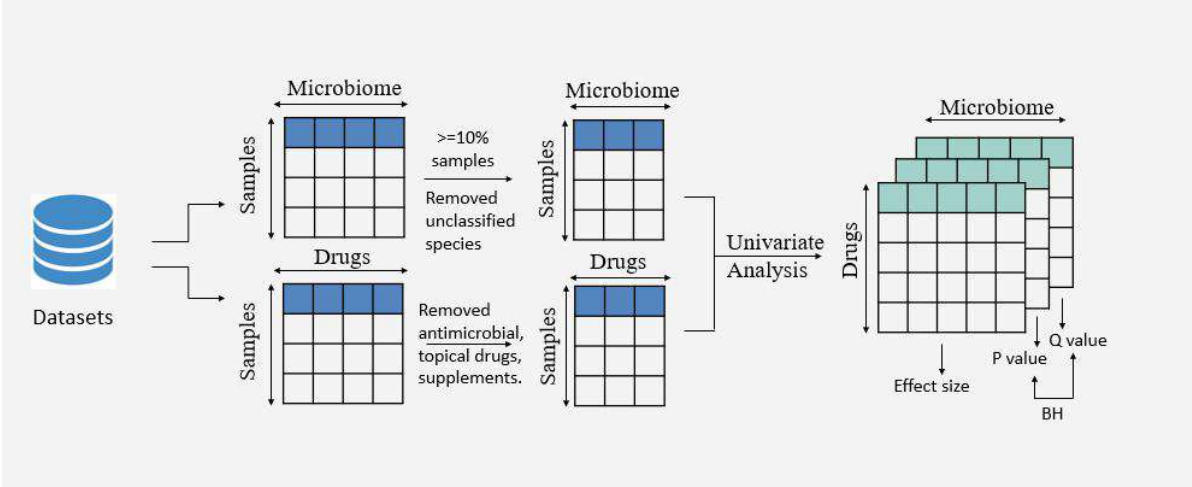 Datasets
Microbiome
Samples
>=10%
samples
Removed
unclassified
species
Microbiome
Samples
Drugs
Samples
Removed
antimicrobial,
topical drugs,
supplements.
Drugs
Samples
Univariate
Analysis
Microbiome
Drugs
Effect size
P value
Q value
BH